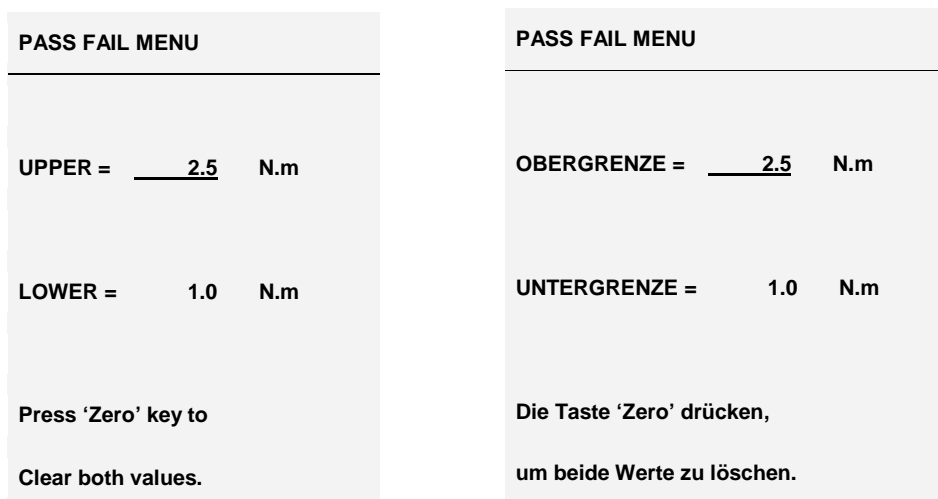 PASS FAIL MENU
UPPER = 2.5 N.m
LOWER = 1.0 N.m
Press ‘Zero’ key to
Clear both values.
PASS FAIL MENU
OBERGRENZE = 2.5 N.m
UNTERGRENZE = 1.0 N.m
Die Taste ‘Zero’ drücken,
um beide Werte zu löschen.